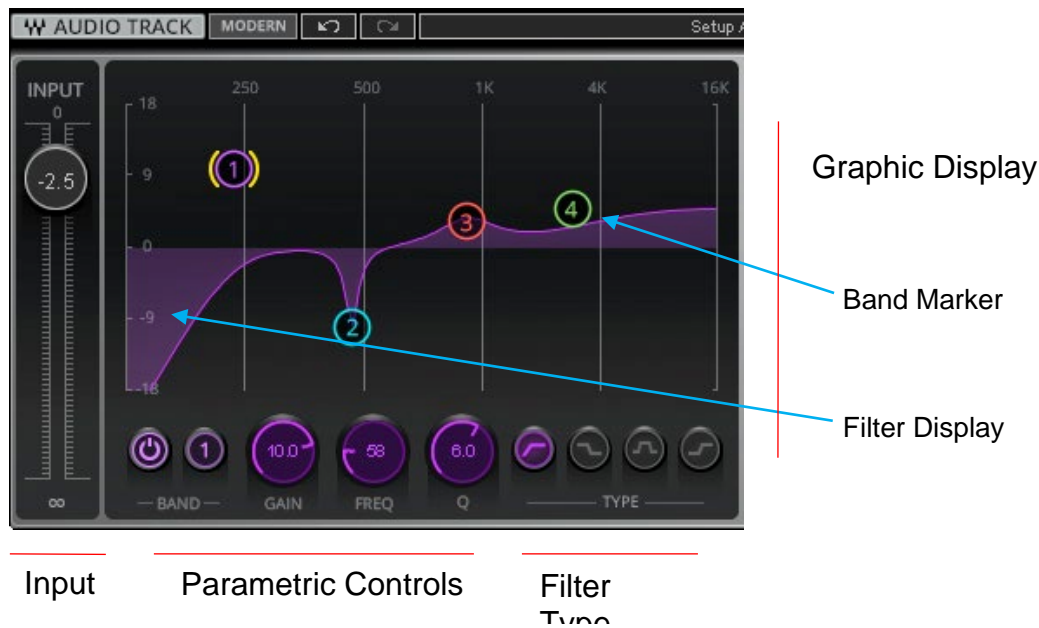 AUDIO TRACK MODERN Setup A
INPUT
0
-2.5
∞
250 500 1K 4K 16K
18
9
0
-9
-18
1
2
3
4
1 10.0 58 6.0
BAND GAIN FREQ Q TYPE
Graphic Display
Band Marker
Filter Display
Input Parametric Controls Filter
Type